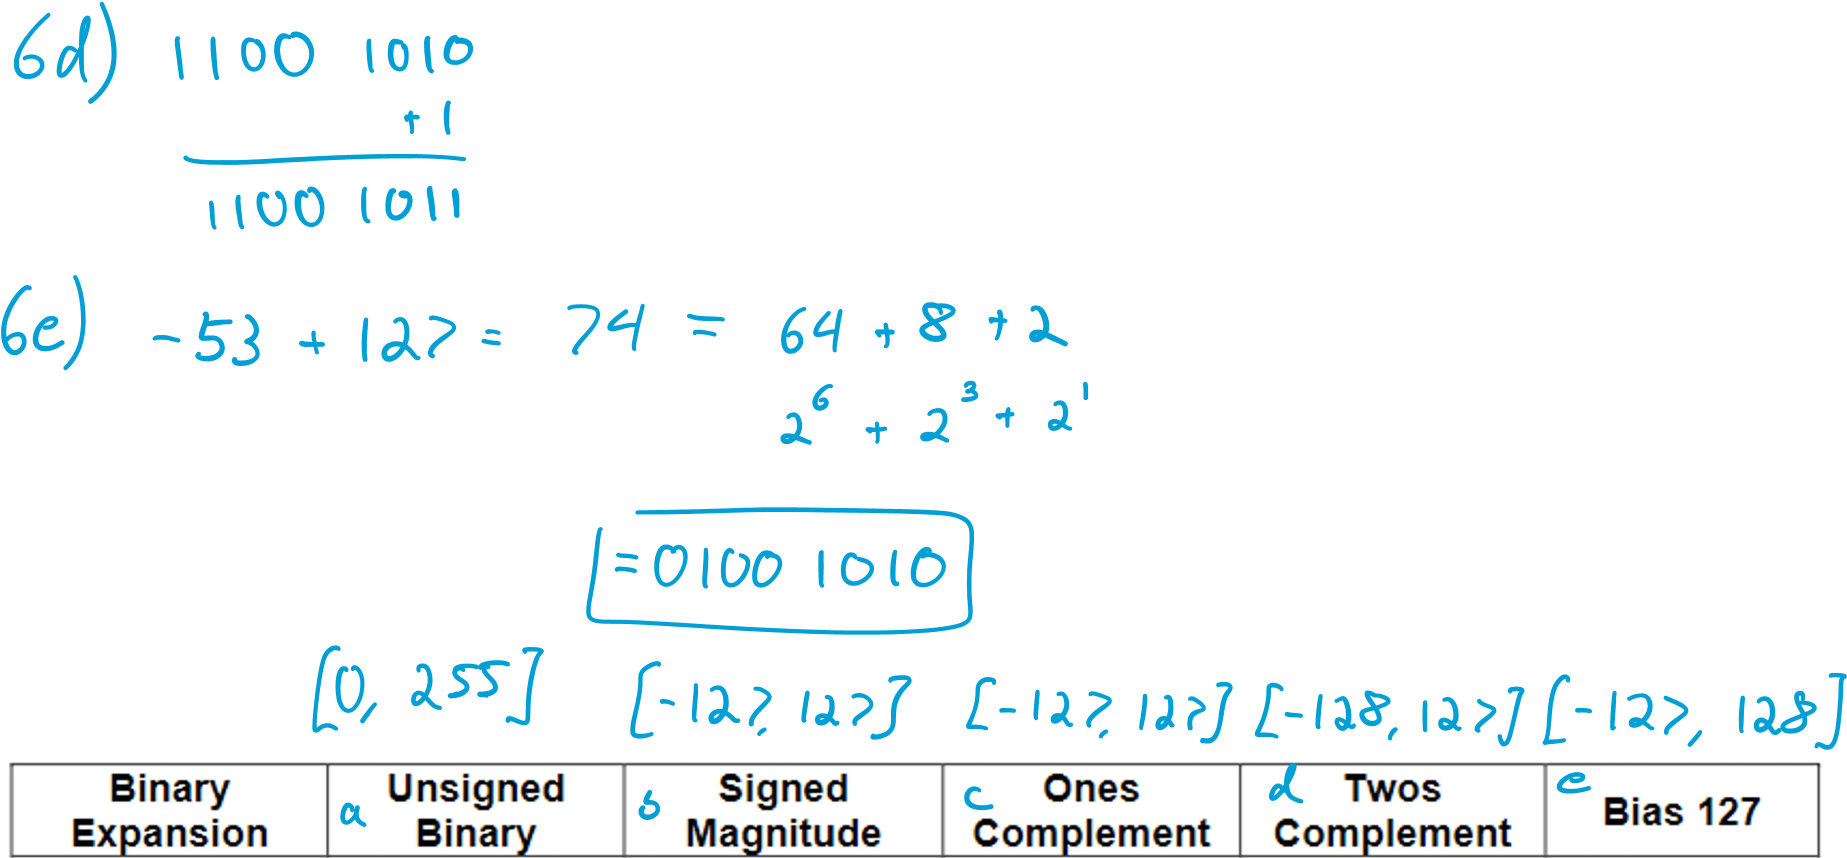 6d) 1100 1010
+ 1
1100 1011
6e) -53 + 127 = 74 = 64 + 8 + 2
2^6 + 2^3 + 2^1
= 0100 1010
[0, 255] [-127, 127] [-127, 127] [-128, 127] [-127, 128]
Binary Expansion a Unsigned Binary b Signed Magnitude c Ones Complement d Twos Complement e Bias 127